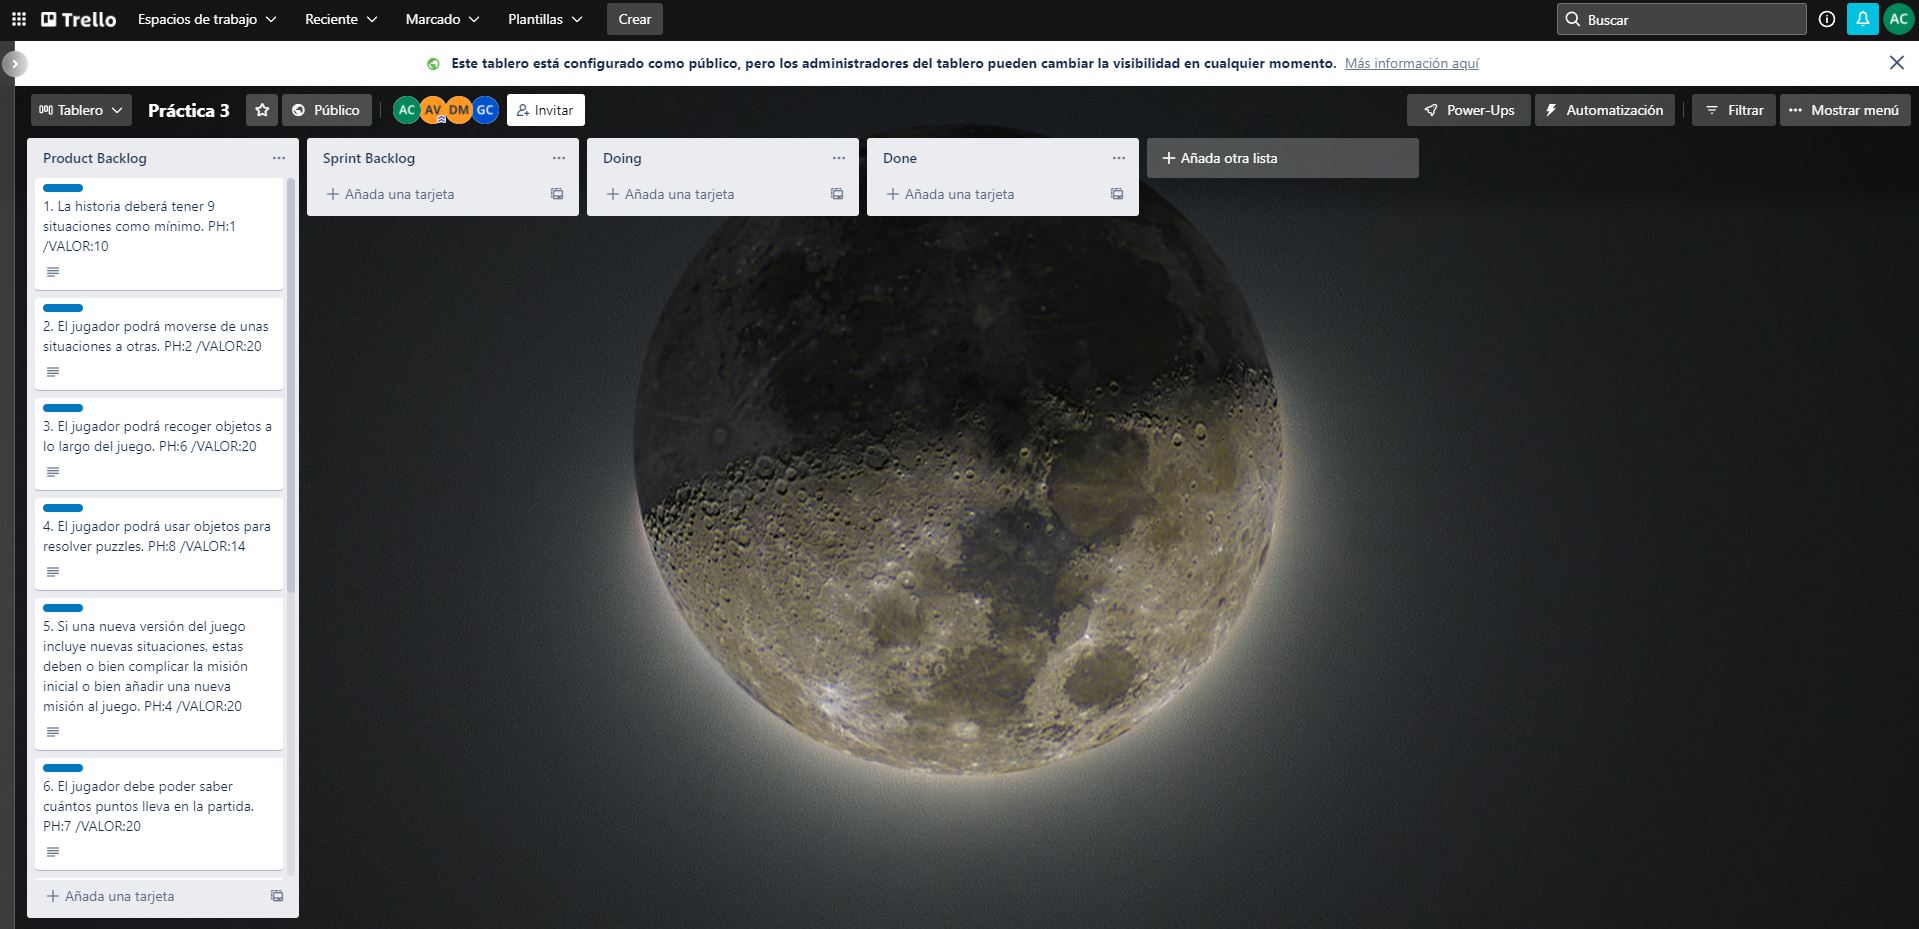 Trello Espacios de trabajo Reciente Marcado Plantillas Crear Buscar AC
Este tablero está configurado como público, pero los administradores del tablero pueden cambiar la visibilidad en cualquier momento. Más información aquí
Tablero Práctica 3 Público AC AV DM GC Invitar Power-Ups Automatización Filtrar Mostrar menú
Product Backlog
1. La historia deberá tener 9
situaciones como mínimo. PH:1
/VALOR:10
2. El jugador podrá moverse de unas
situaciones a otras. PH:2 /VALOR:20
3. El jugador podrá recoger objetos a
lo largo del juego. PH:6 /VALOR:20
4. El jugador podrá usar objetos para
resolver puzzles. PH:8 /VALOR:14
5. Si una nueva versión del juego
incluye nuevas situaciones, estas
deben o bien complicar la misión
inicial o bien añadir una nueva
misión al juego. PH:4 /VALOR:20
6. El jugador debe poder saber
cuántos puntos lleva en la partida.
PH:7 /VALOR:20
Añada una tarjeta
Sprint Backlog
Añada una tarjeta
Doing
Añada una tarjeta
Done
Añada una tarjeta
Añada otra lista